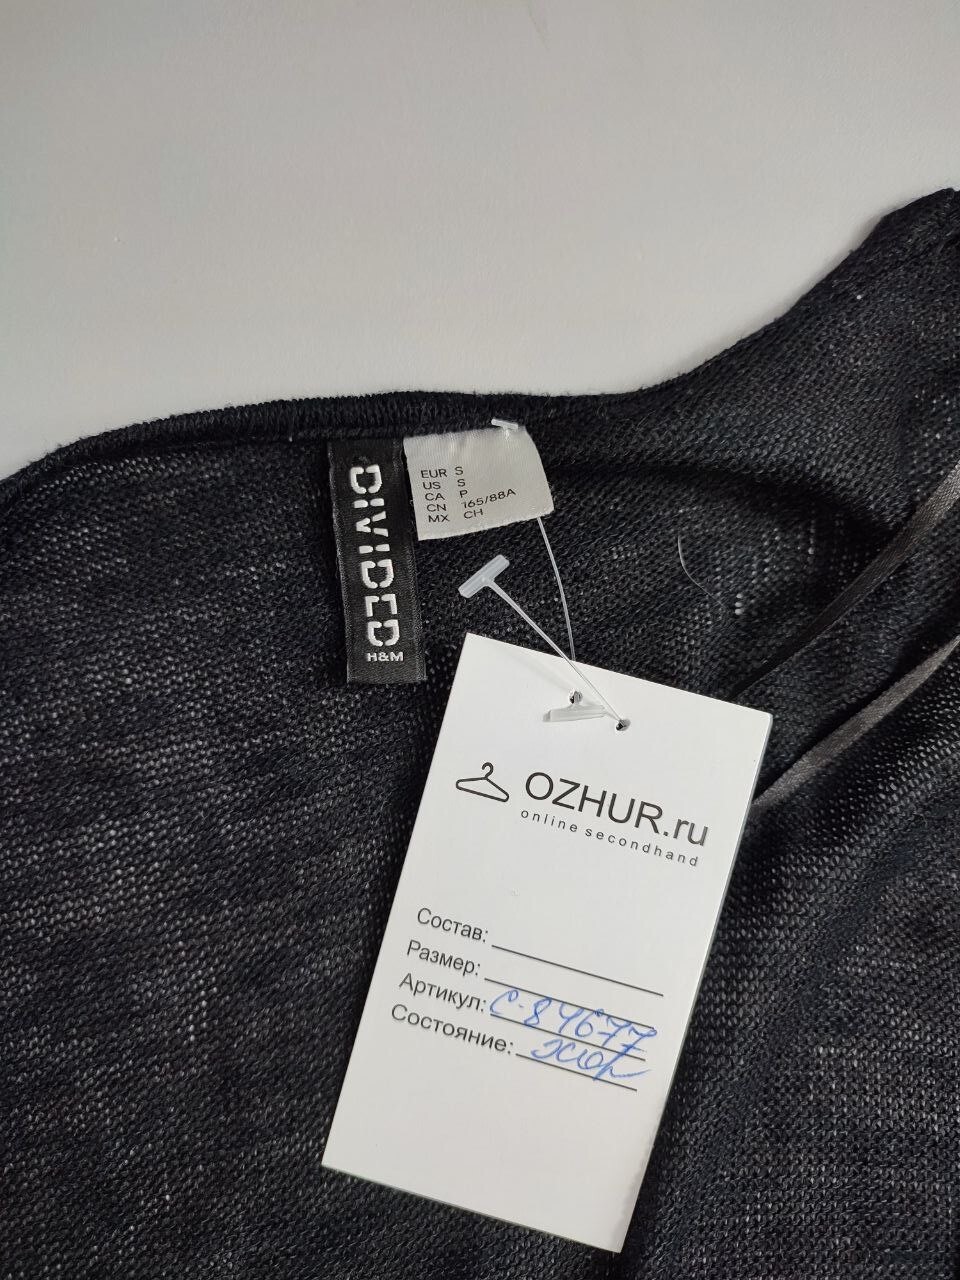 DIVIDED
H&M
EUR S
US S
CA P
CN 165/88A
MX CH
OZHUR.ru
online secondhand
Состав:
Размер:
Артикул: С-84677
Состояние: хор